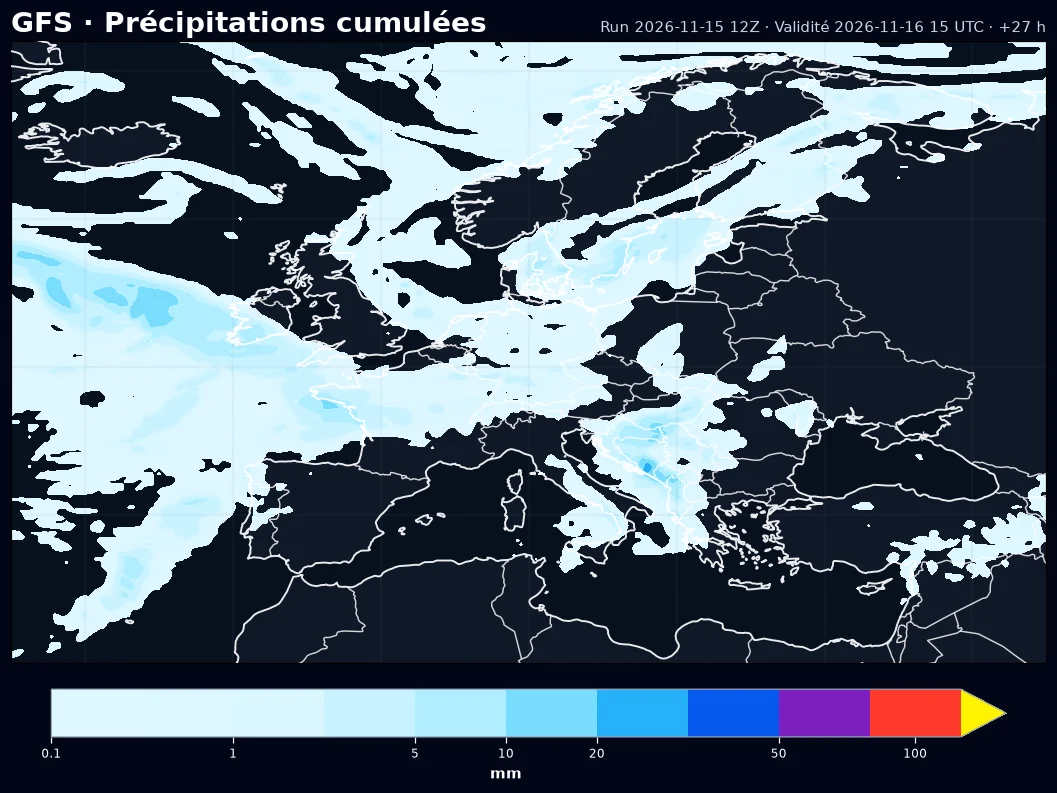 GFS · Précipitations cumulées
Run 2026-11-15 12Z · Validité 2026-11-16 15 UTC · +27 h
0.1 1 5 10 20 50 100
mm